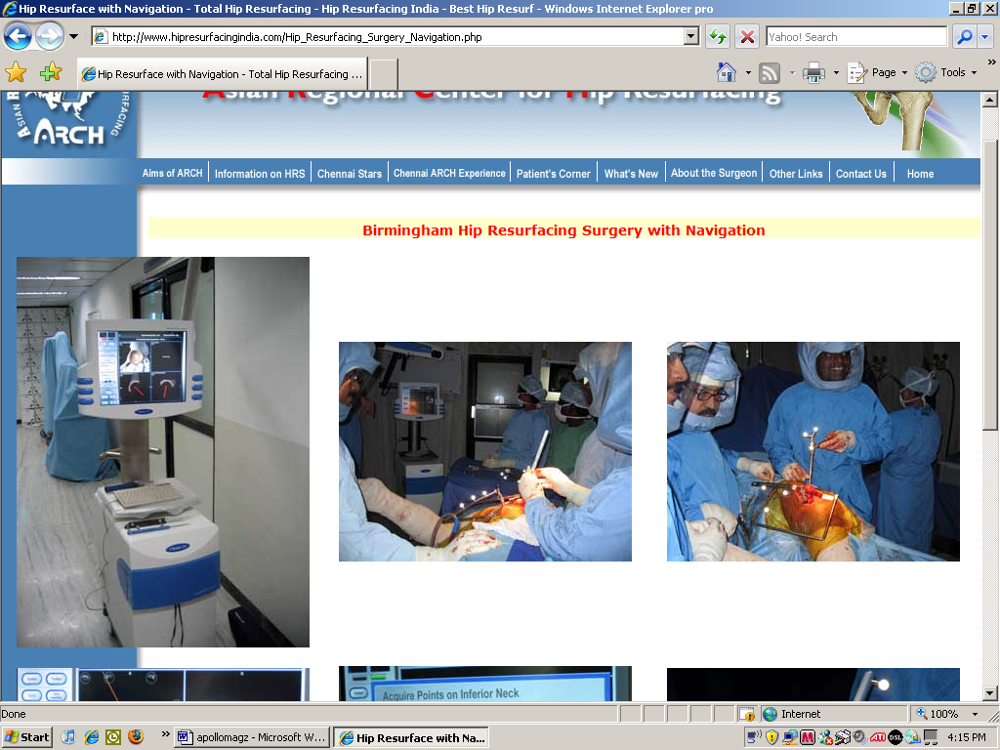 Hip Resurface with Navigation - Total Hip Resurfacing - Hip Resurfacing India - Best Hip Resurf - Windows Internet Explorer pro
http://www.hipresurfacingindia.com/Hip_Resurfacing_Surgery_Navigation.php
Yahoo! Search
Hip Resurface with Navigation - Total Hip Resurfacing ...
Page
Tools
Asian Regional Center for Hip Resurfacing
ARCH
Aims of ARCH
Information on HRS
Chennai Stars
Chennai ARCH Experience
Patient's Corner
What's New
About the Surgeon
Other Links
Contact Us
Home
Birmingham Hip Resurfacing Surgery with Navigation
Acquire Points on Inferior Neck
Done
Internet
100%
Start
apollomagz - Microsoft W...
Hip Resurface with Na...
ATI
DSL
4:15 PM